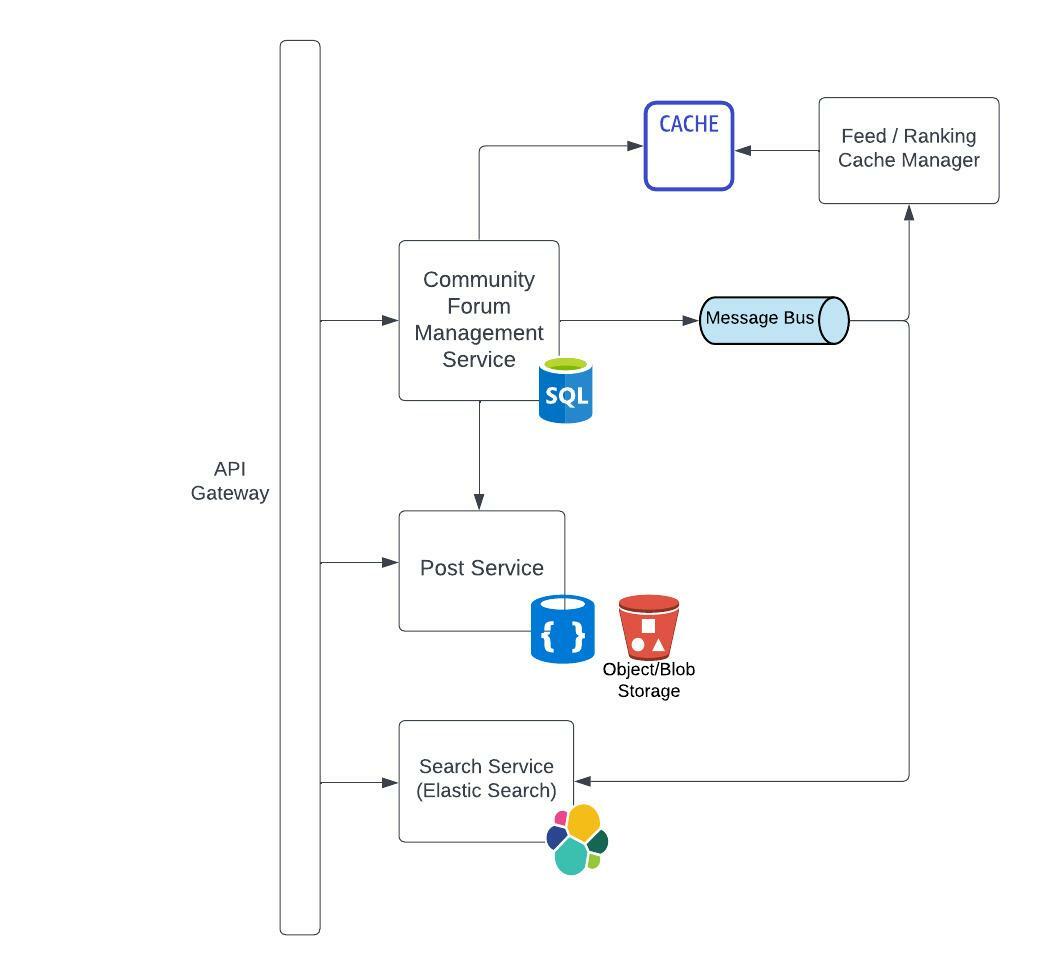 CACHE
Feed / Ranking
Cache Manager
Community
Forum
Management
Service
Message Bus
SQL
API
Gateway
Post Service
{ }
Object/Blob
Storage
Search Service
(Elastic Search)